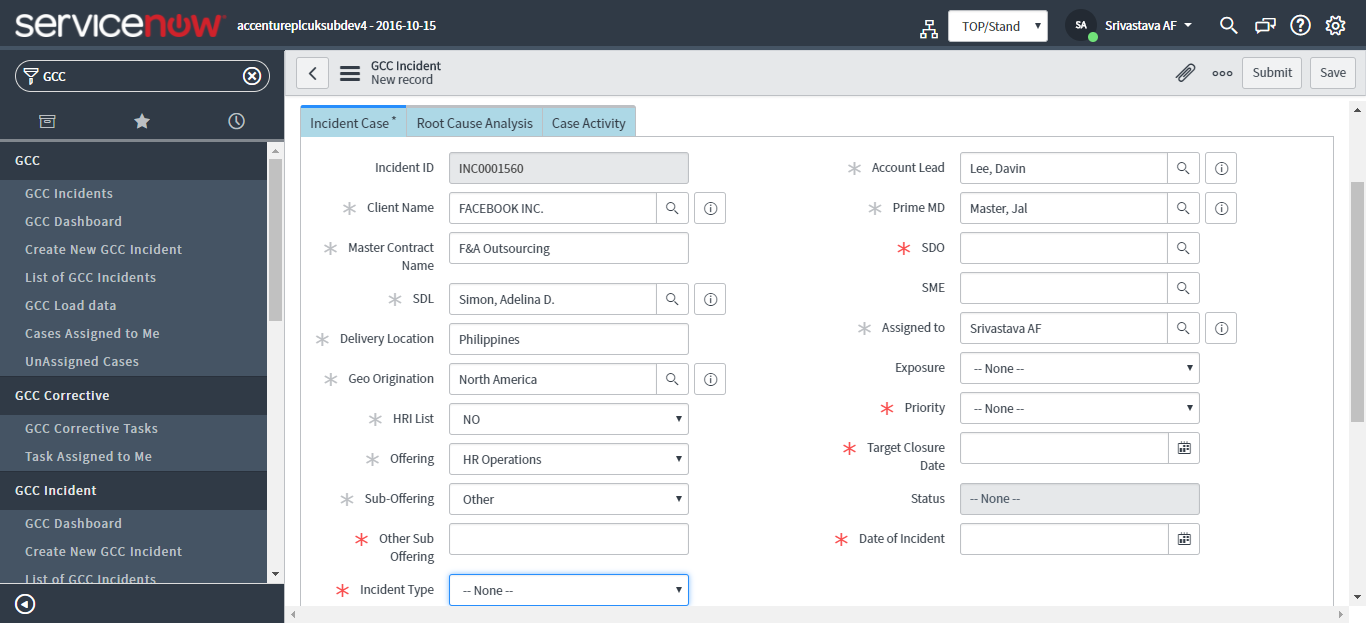 servicenow accentureplcuksubdev4 - 2016-10-15 TOP/Stand SA Srivastava AF
GCC
GCC
GCC Incidents
GCC Dashboard
Create New GCC Incident
List of GCC Incidents
GCC Load data
Cases Assigned to Me
UnAssigned Cases
GCC Corrective
GCC Corrective Tasks
Task Assigned to Me
GCC Incident
GCC Dashboard
Create New GCC Incident
List of GCC Incidents
GCC Incident
New record
Submit Save
Incident Case * Root Cause Analysis Case Activity
Incident ID INC0001560
Client Name FACEBOOK INC.
Master Contract
Name
F&A Outsourcing
SDL Simon, Adelina D.
Delivery Location Philippines
Geo Origination North America
HRI List NO
Offering HR Operations
Sub-Offering Other
Other Sub
Offering
Incident Type -- None --
Account Lead Lee, Davin
Prime MD Master, Jal
SDO
SME
Assigned to Srivastava AF
Exposure -- None --
Priority -- None --
Target Closure
Date
Status -- None --
Date of Incident